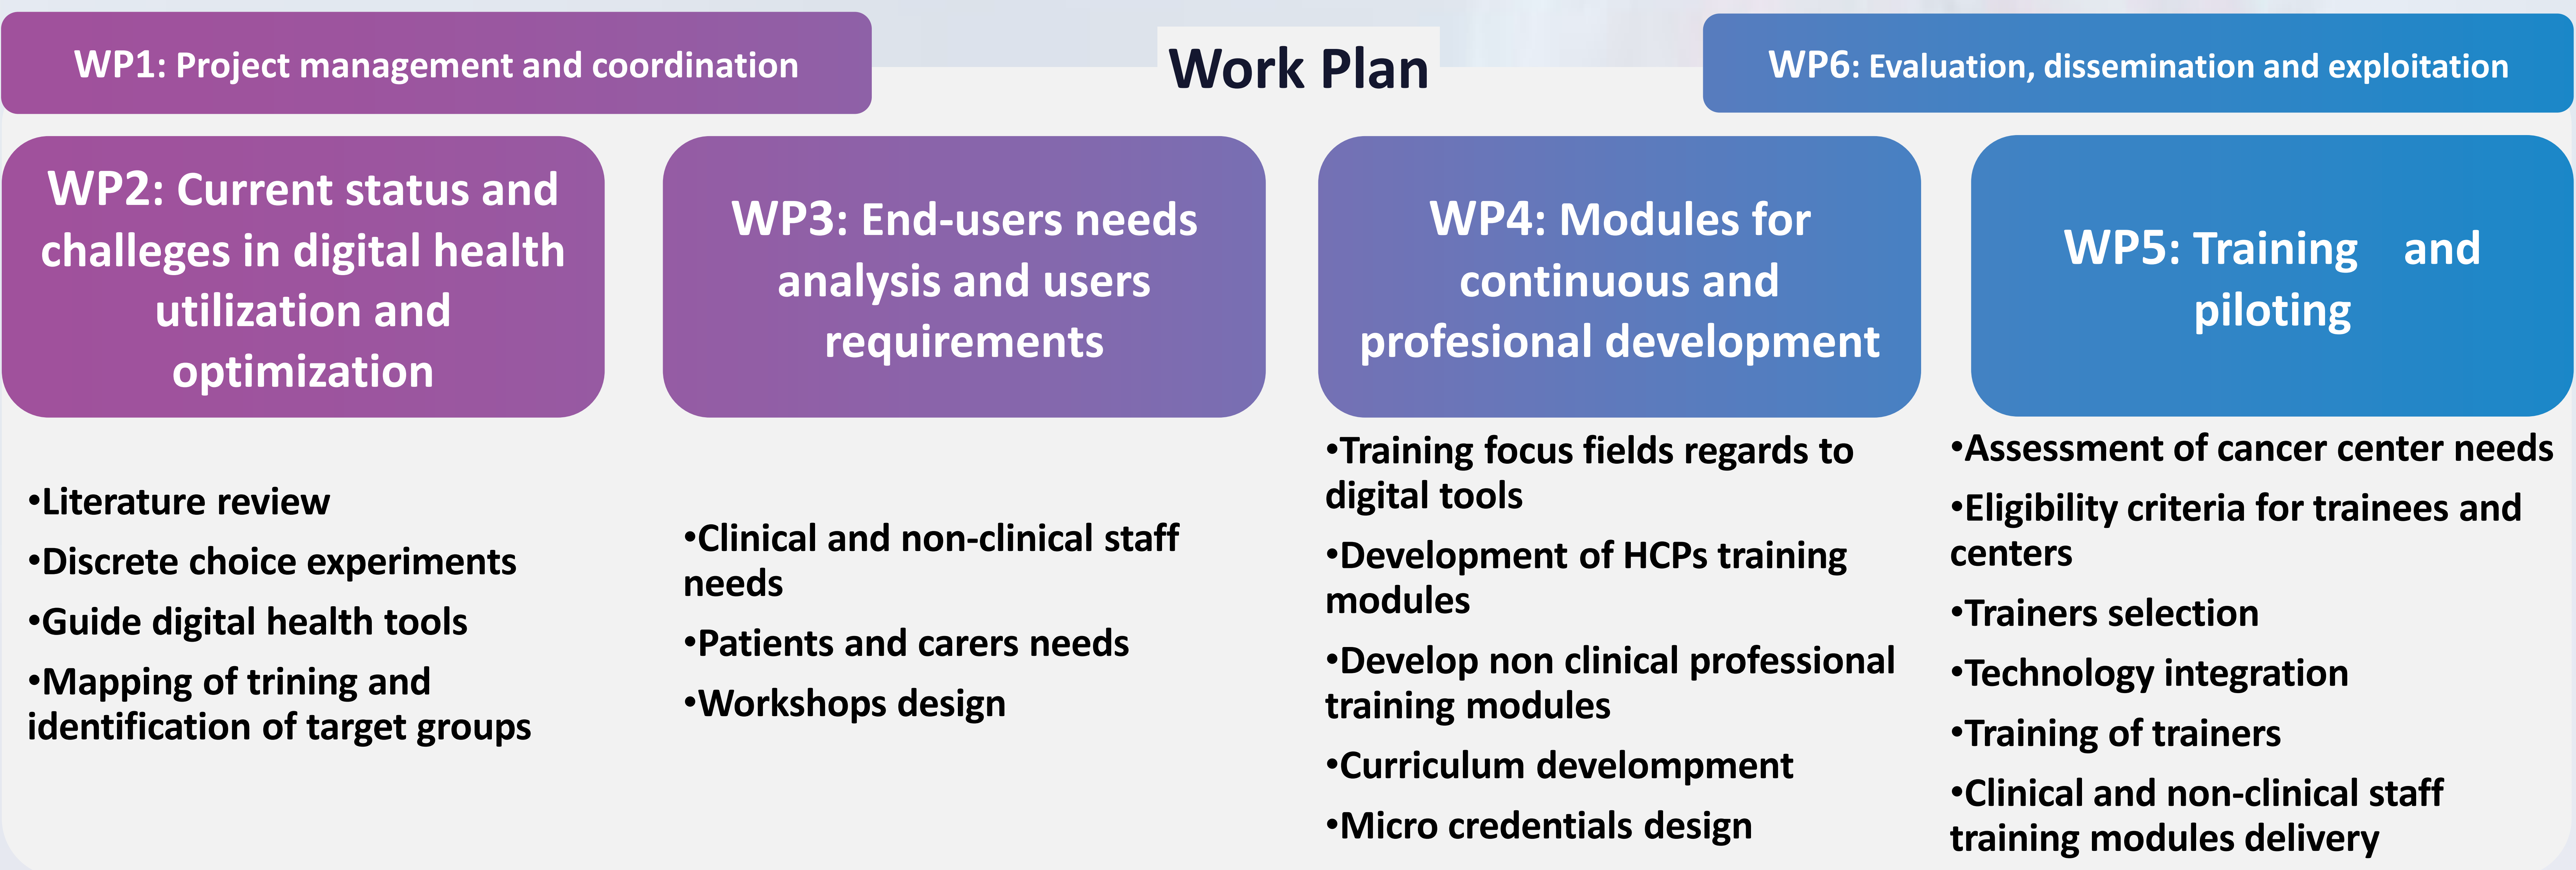 WP1: Project management and coordination
Work Plan
WP6: Evaluation, dissemination and exploitation
WP2: Current status and
challeges in digital health
utilization and
optimization
WP3: End-users needs
analysis and users
requirements
WP4: Modules for
continuous and
profesional development
WP5: Training and
piloting
•Literature review
•Discrete choice experiments
•Guide digital health tools
•Mapping of trining and
identification of target groups
•Clinical and non-clinical staff
needs
•Patients and carers needs
•Workshops design
•Training focus fields regards to
digital tools
•Development of HCPs training
modules
•Develop non clinical professional
training modules
•Curriculum develompment
•Micro credentials design
•Assessment of cancer center needs
•Eligibility criteria for trainees and
centers
•Trainers selection
•Technology integration
•Training of trainers
•Clinical and non-clinical staff
training modules delivery